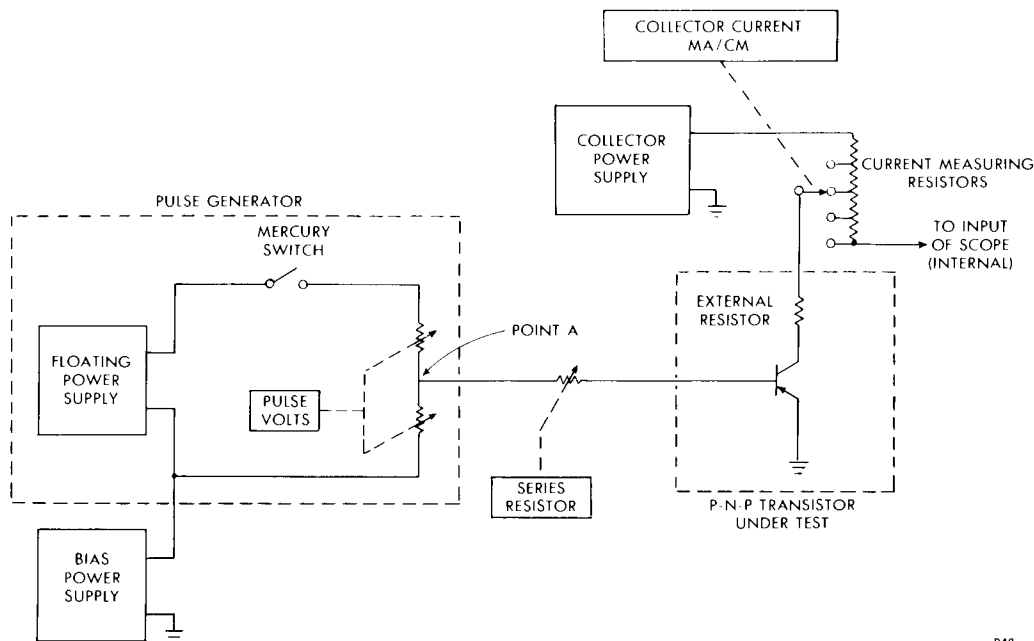 COLLECTOR CURRENT
MA/CM
COLLECTOR
POWER
SUPPLY
CURRENT MEASURING
RESISTORS
TO INPUT
OF SCOPE
(INTERNAL)
PULSE GENERATOR
MERCURY
SWITCH
POINT A
FLOATING
POWER
SUPPLY
PULSE
VOLTS
EXTERNAL
RESISTOR
SERIES
RESISTOR
P-N-P TRANSISTOR
UNDER TEST
BIAS
POWER
SUPPLY